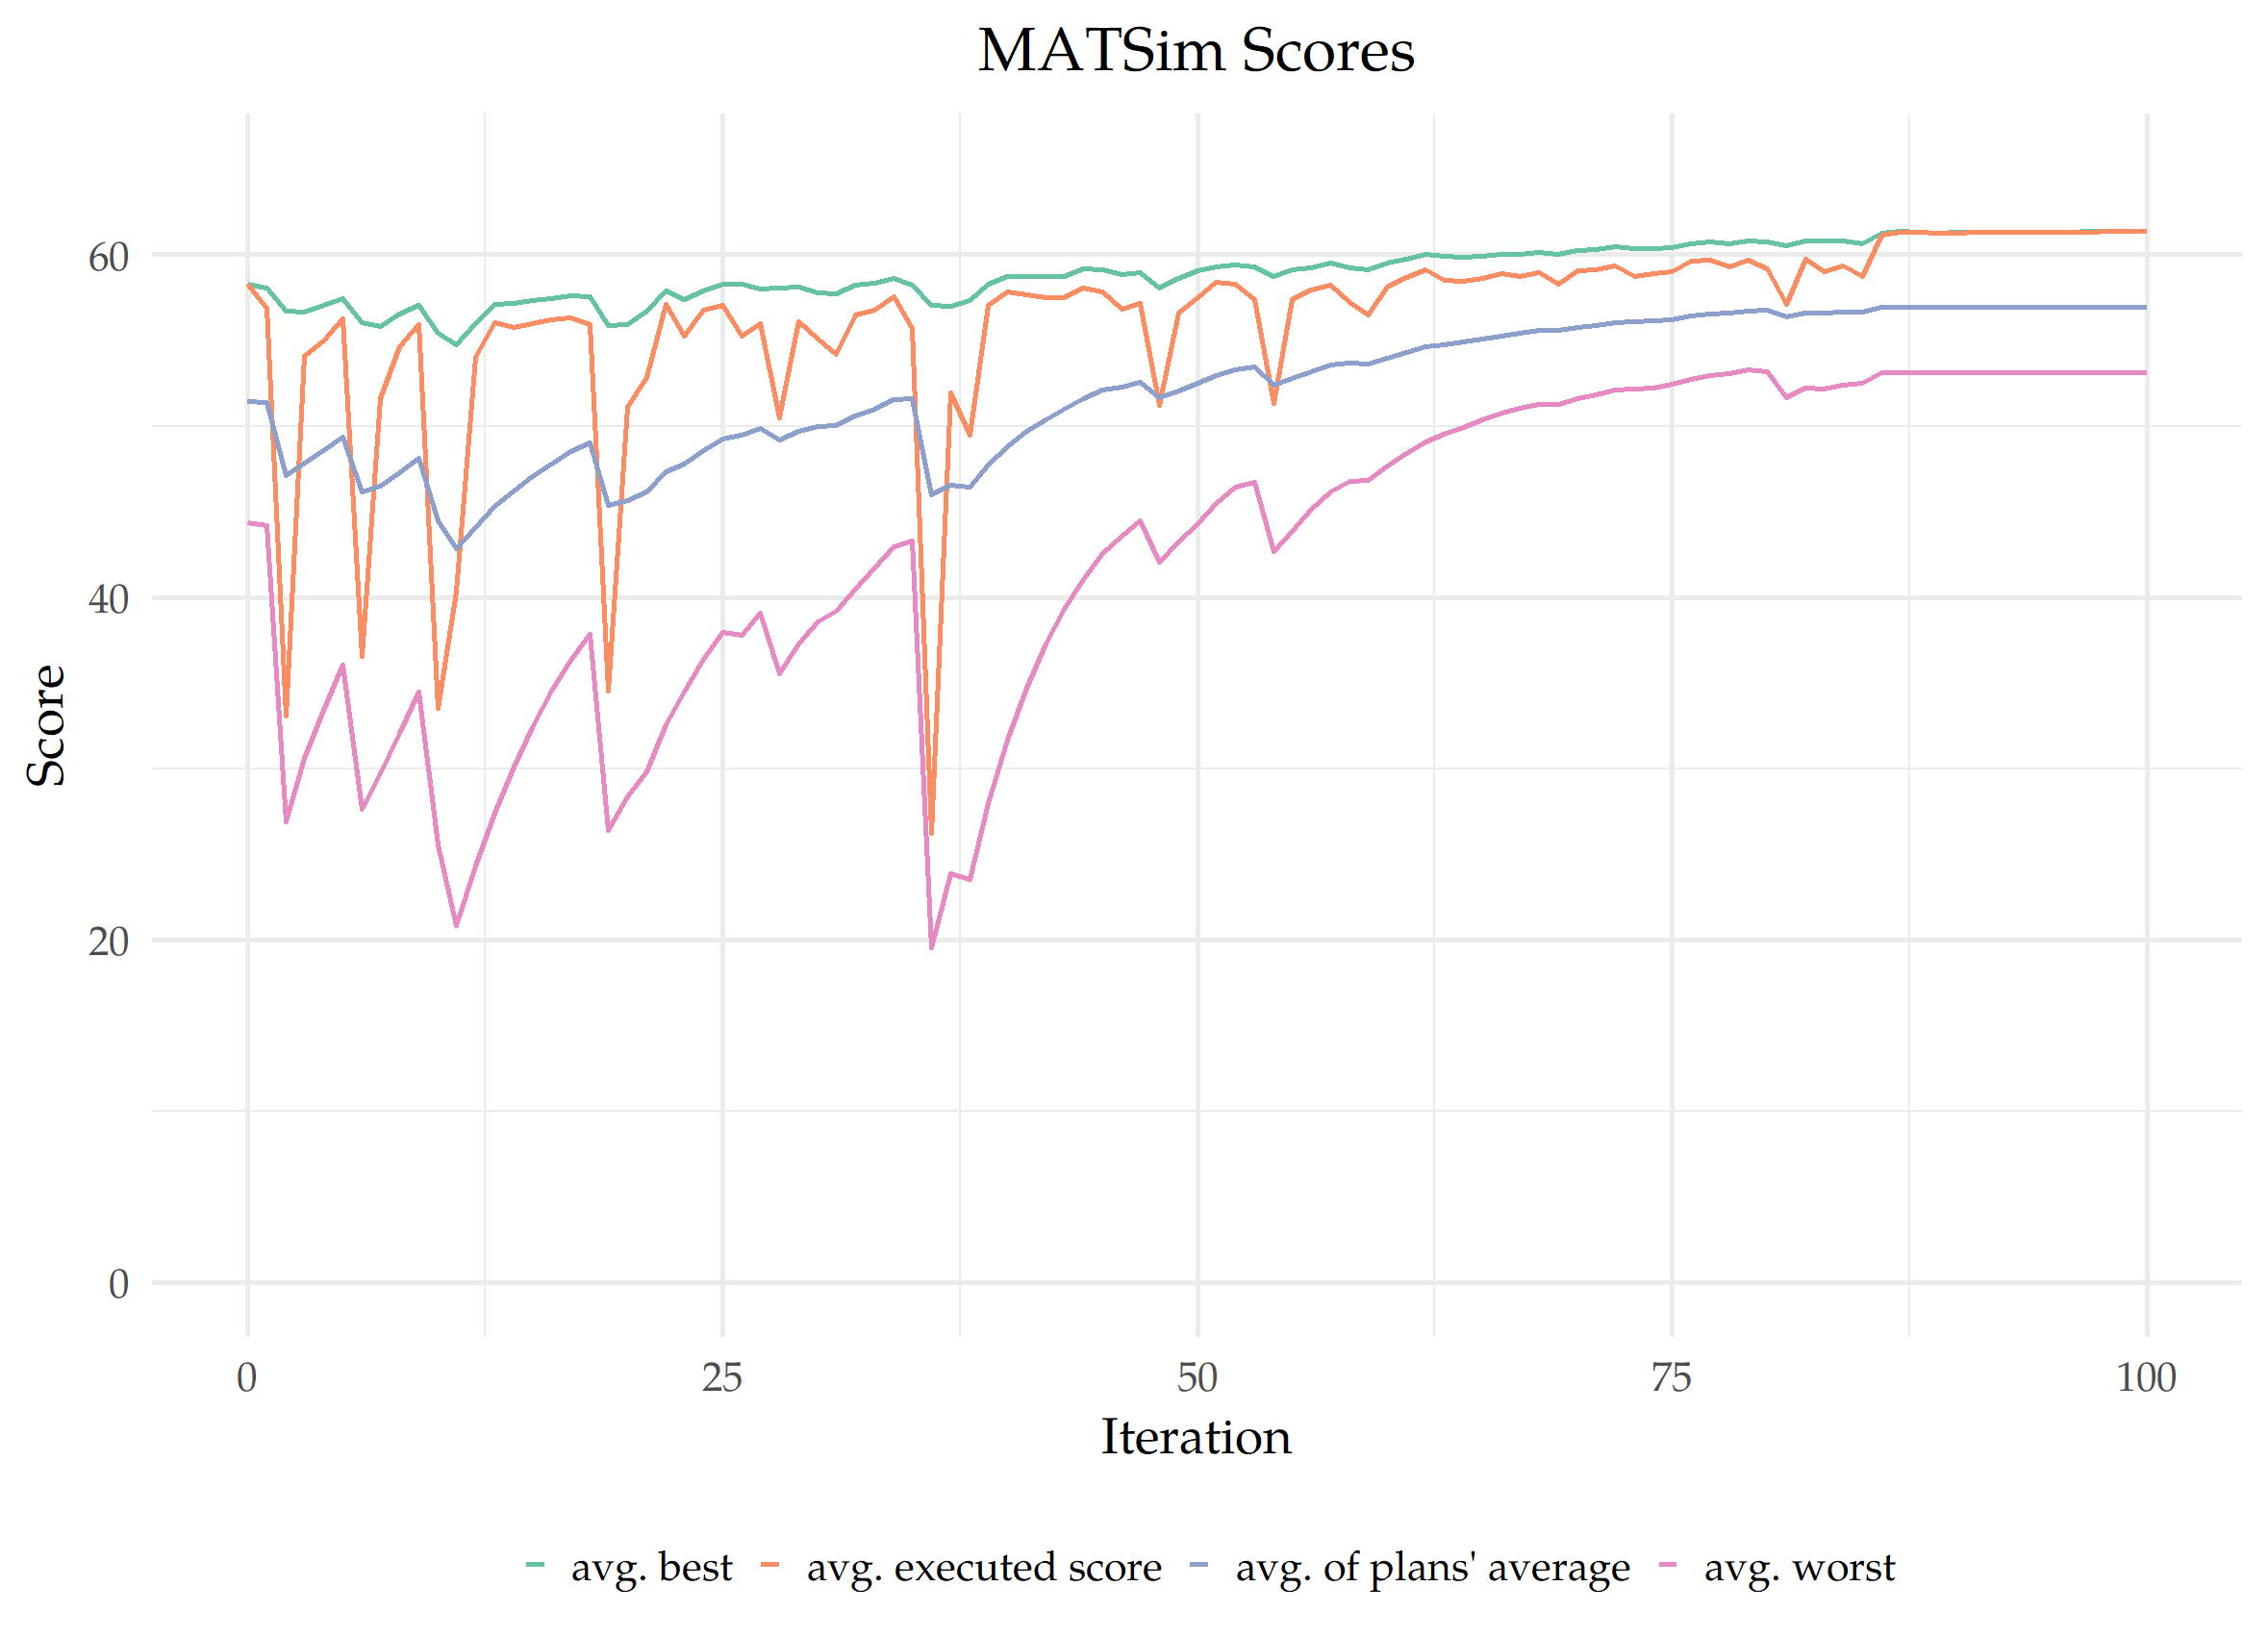 MATSim Scores
60
40
20
0
Score
0 25 50 75 100
Iteration
avg. best avg. executed score avg. of plans' average avg. worst